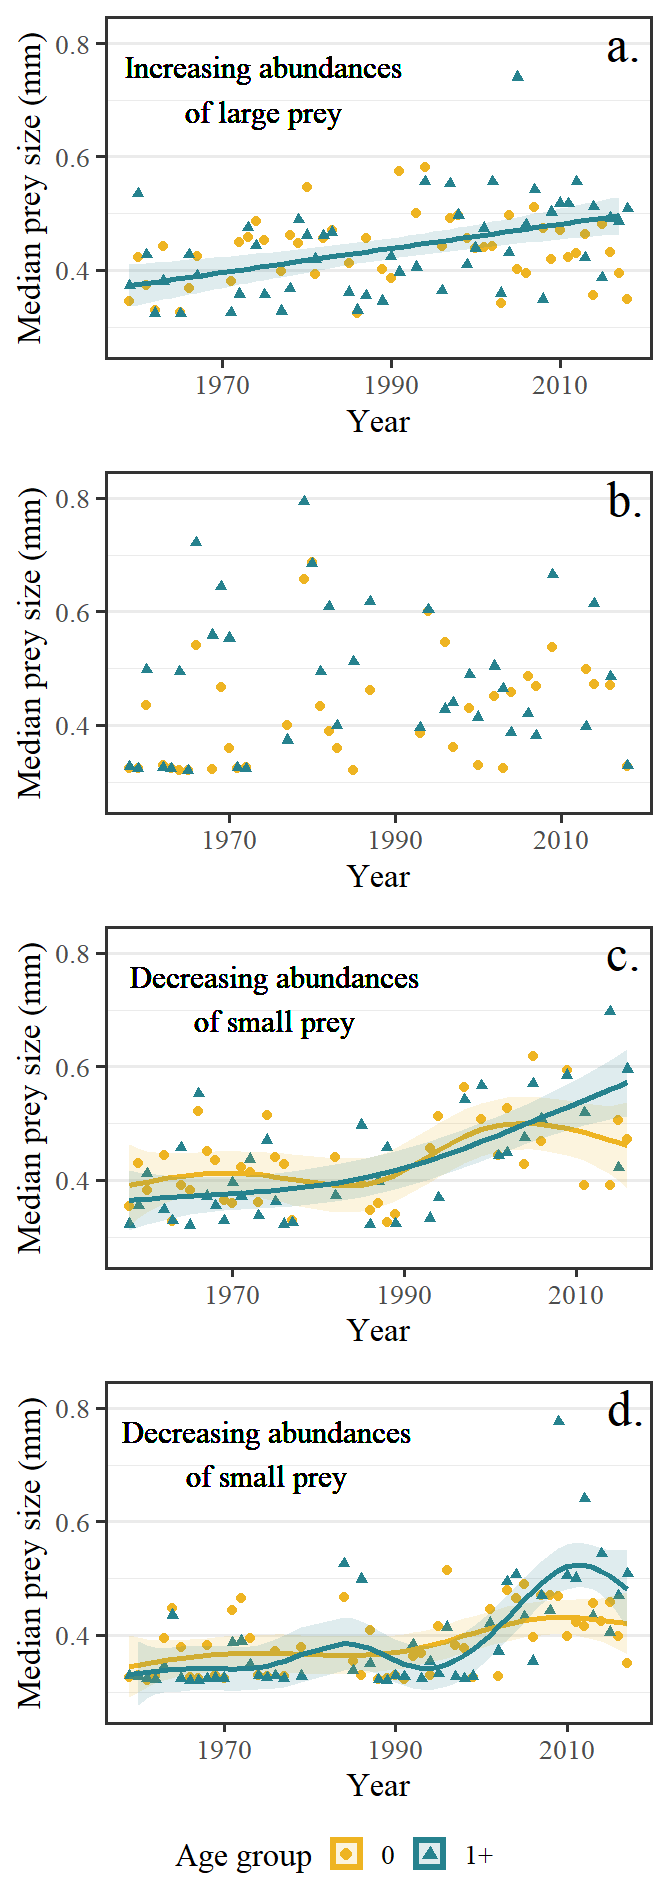 a.
Increasing abundances
of large prey
Median prey size (mm)
0.8
0.6
0.4
1970 1990 2010
Year
b.
Median prey size (mm)
0.8
0.6
0.4
1970 1990 2010
Year
c.
Decreasing abundances
of small prey
Median prey size (mm)
0.8
0.6
0.4
1970 1990 2010
Year
d.
Decreasing abundances
of small prey
Median prey size (mm)
0.8
0.6
0.4
1970 1990 2010
Year
Age group 0 1+